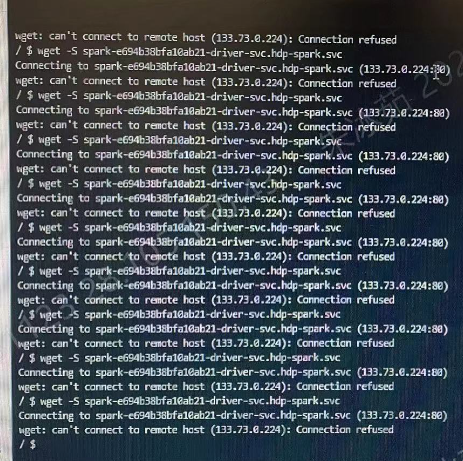 wget: can't connect to remote host (133.73.0.224): Connection refused
/ $ wget -S spark-e694b38bfa10ab21-driver-svc.hdp-spark.svc
Connecting to spark-e694b38bfa10ab21-driver-svc.hdp-spark.svc (133.73.0.224:80)
wget: can't connect to remote host (133.73.0.224): Connection refused
/ $ wget -S spark-e694b38bfa10ab21-driver-svc.hdp-spark.svc
Connecting to spark-e694b38bfa10ab21-driver-svc.hdp-spark.svc (133.73.0.224:80)
wget: can't connect to remote host (133.73.0.224): Connection refused
/ $ wget -S spark-e694b38bfa10ab21-driver-svc.hdp-spark.svc
Connecting to spark-e694b38bfa10ab21-driver-svc.hdp-spark.svc (133.73.0.224:80)
wget: can't connect to remote host (133.73.0.224): Connection refused
/ $ wget -S spark-e694b38bfa10ab21-driver-svc.hdp-spark.svc
Connecting to spark-e694b38bfa10ab21-driver-svc.hdp-spark.svc (133.73.0.224:80)
wget: can't connect to remote host (133.73.0.224): Connection refused
/ $ wget -S spark-e694b38bfa10ab21-driver-svc.hdp-spark.svc
Connecting to spark-e694b38bfa10ab21-driver-svc.hdp-spark.svc (133.73.0.224:80)
wget: can't connect to remote host (133.73.0.224): Connection refused
/ $ wget -S spark-e694b38bfa10ab21-driver-svc.hdp-spark.svc
Connecting to spark-e694b38bfa10ab21-driver-svc.hdp-spark.svc (133.73.0.224:80)
wget: can't connect to remote host (133.73.0.224): Connection refused
/ $ wget -S spark-e694b38bfa10ab21-driver-svc.hdp-spark.svc
Connecting to spark-e694b38bfa10ab21-driver-svc.hdp-spark.svc (133.73.0.224:80)
wget: can't connect to remote host (133.73.0.224): Connection refused
/ $ wget -S spark-e694b38bfa10ab21-driver-svc.hdp-spark.svc
Connecting to spark-e694b38bfa10ab21-driver-svc.hdp-spark.svc (133.73.0.224:80)
wget: can't connect to remote host (133.73.0.224): Connection refused
/ $ wget -S spark-e694b38bfa10ab21-driver-svc.hdp-spark.svc
Connecting to spark-e694b38bfa10ab21-driver-svc.hdp-spark.svc (133.73.0.224:80)
wget: can't connect to remote host (133.73.0.224): Connection refused
/ $